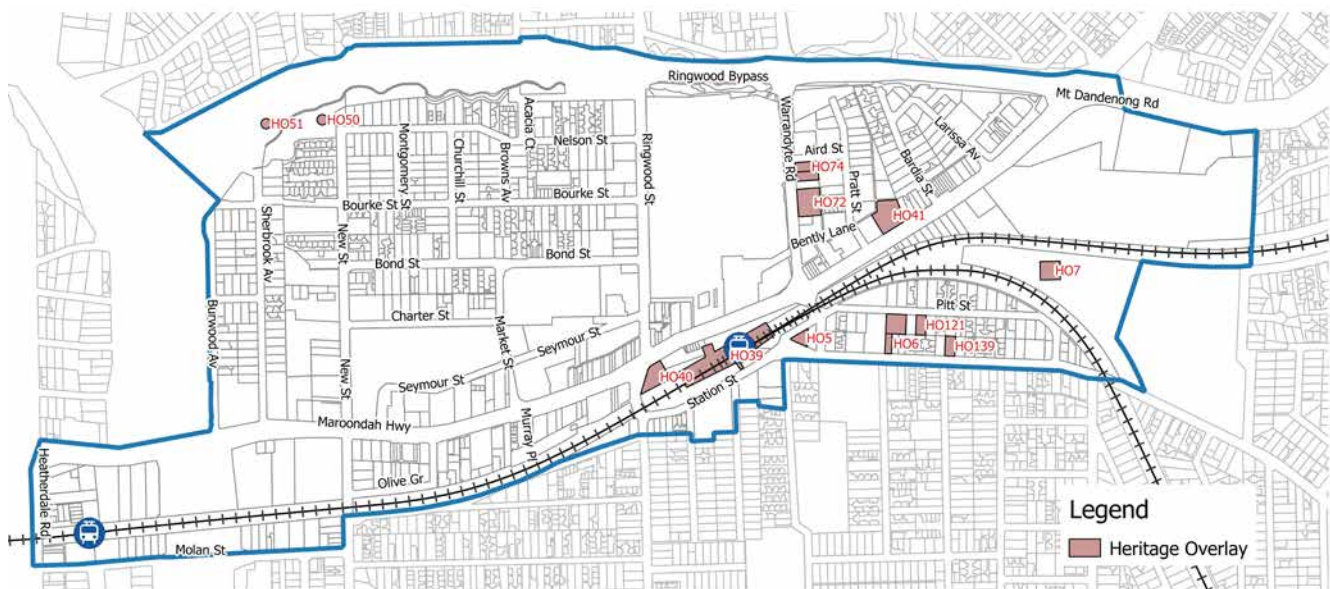 Ringwood Bypass
Mt Dandenong Rd
HO51
HO50
Montgomery St
Churchill St
Browns Av
Acacia Ct
Nelson St
Ringwood St
Warrandyte Rd
Aird St
HO74
Pratt St
Bardia St
Larissa Av
Bourke St
Bourke St
HO72
HO41
Sherbrook Av
New St
Bently Lane
Bond St
Bond St
HO7
Burwood Av
Charter St
Market St
Seymour St
Pitt St
HO121
HO5
HO6
HO139
HO39
HO40
Station St
New St
Seymour St
Maroondah Hwy
Murray Pl
Heatherdale Rd
Olive Gr
Molan St
Legend
Heritage Overlay